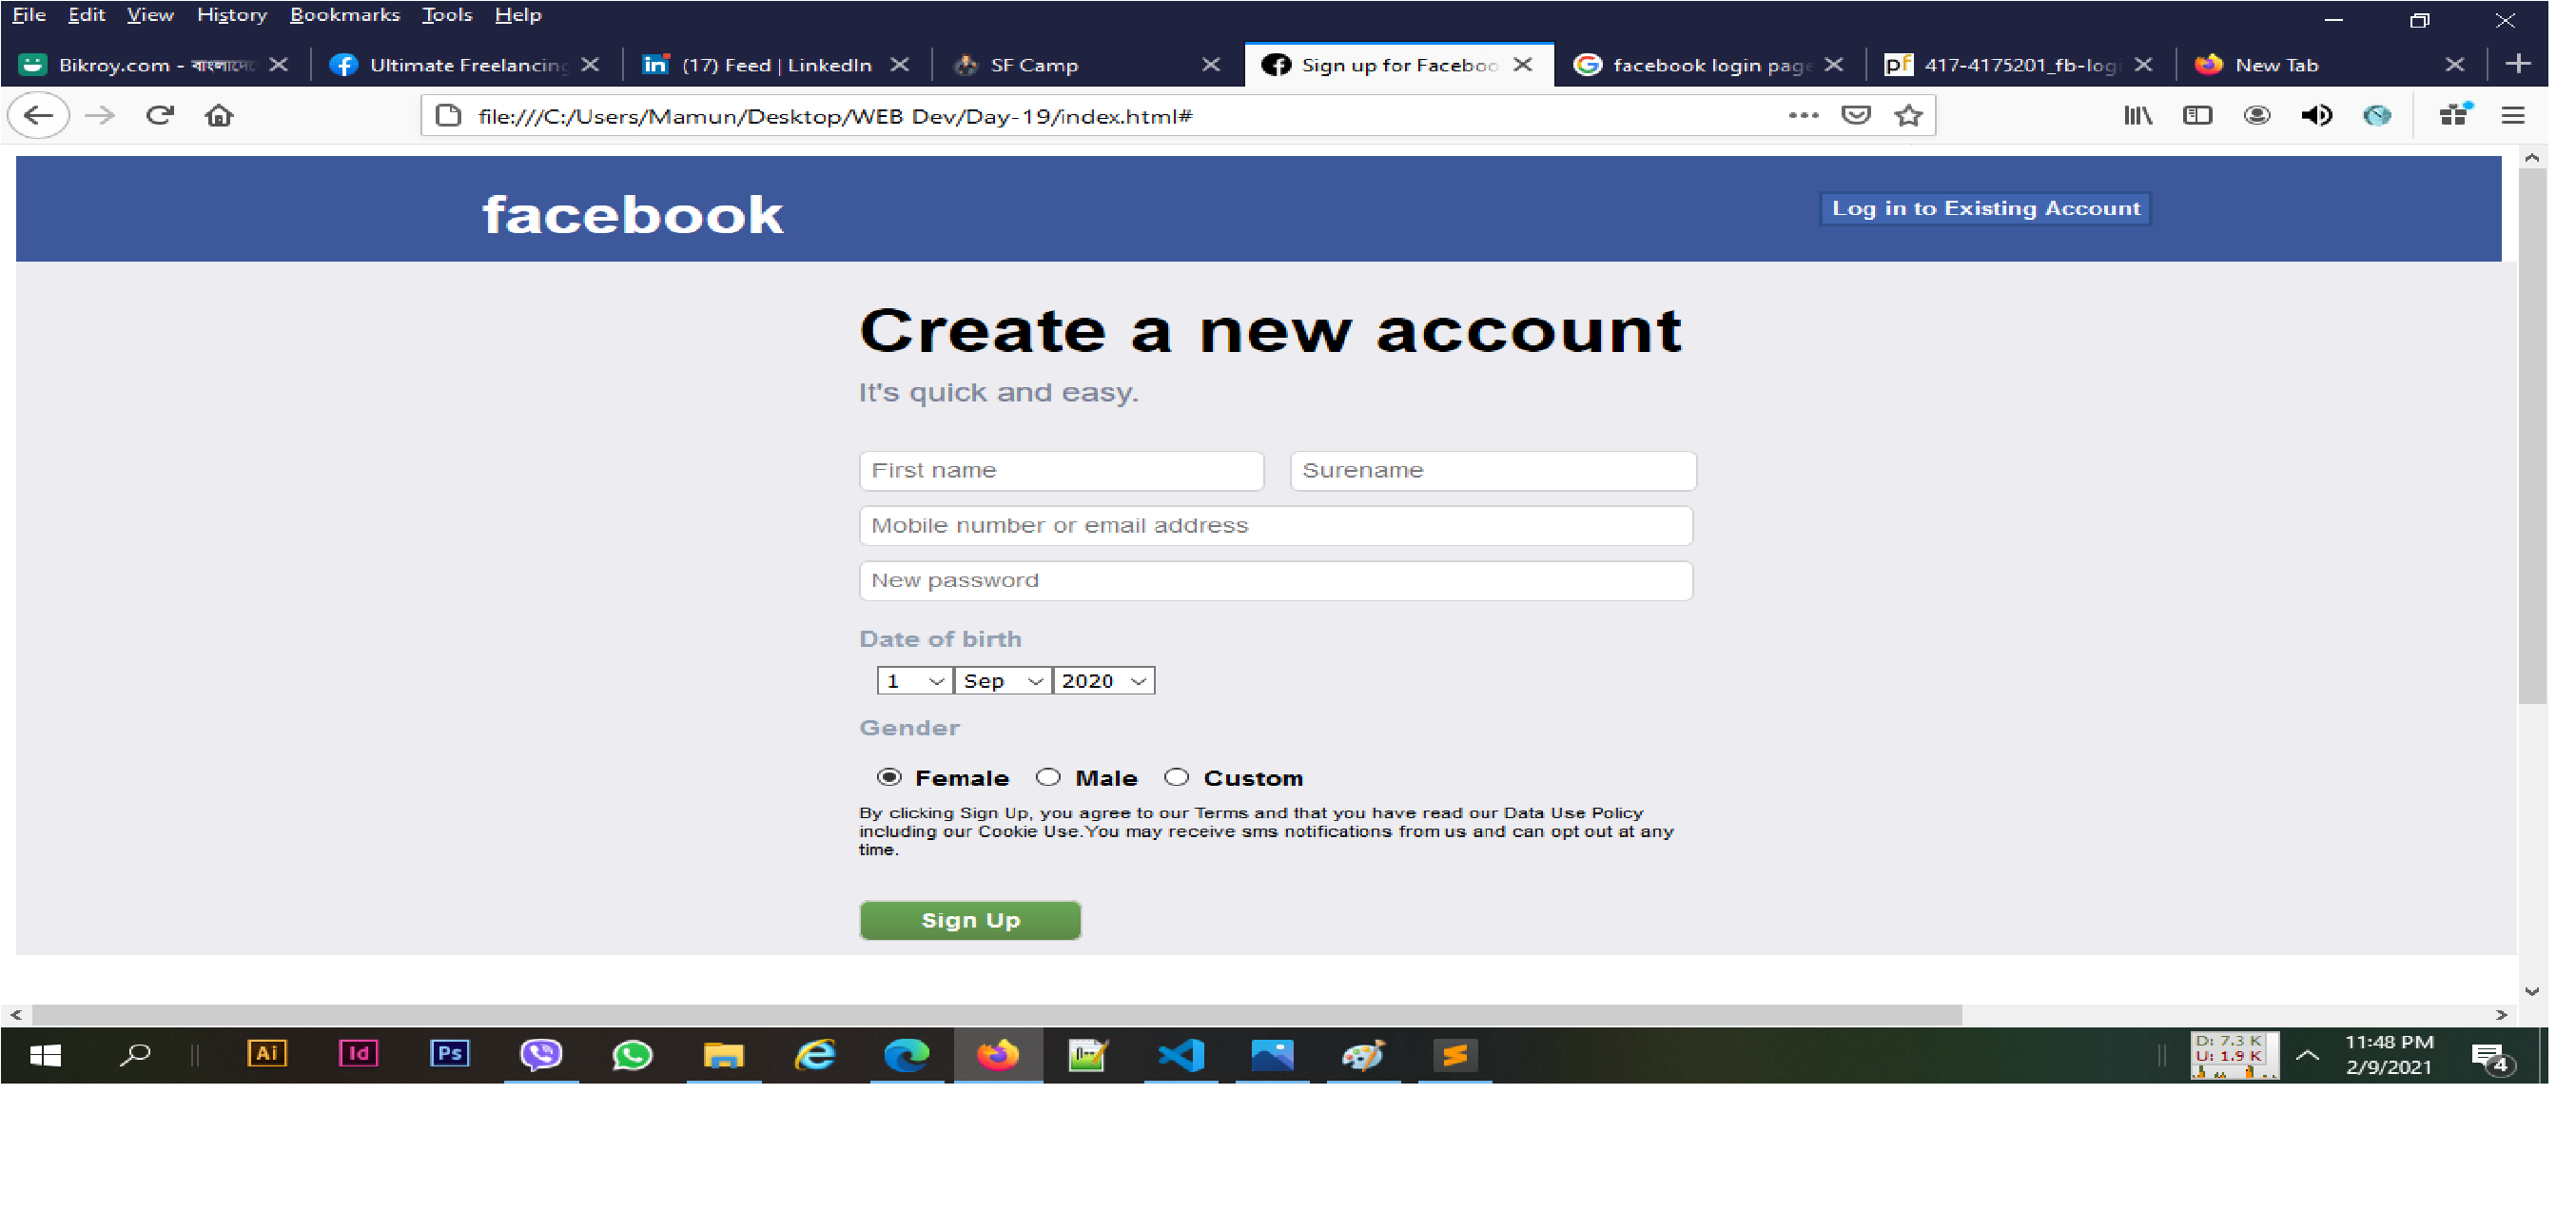 File Edit View History Bookmarks Tools Help
Bikroy.com - Ultimate Freelancing (17) Feed | LinkedIn SF Camp Sign up for Faceboo facebook login page 417-4175201_fb-logi New Tab
file:///C:/Users/Mamun/Desktop/WEB Dev/Day-19/index.html#
facebook Log in to Existing Account
Create a new account
It's quick and easy.
First name Surename
Mobile number or email address
New password
Date of birth
1 Sep 2020
Gender
Female Male Custom
By clicking Sign Up, you agree to our Terms and that you have read our Data Use Policy
including our Cookie Use.You may receive sms notifications from us and can opt out at any
time.
Sign Up
Ai Id Ps
D: 7.3 K
U: 1.9 K
11:48 PM
2/9/2021
4